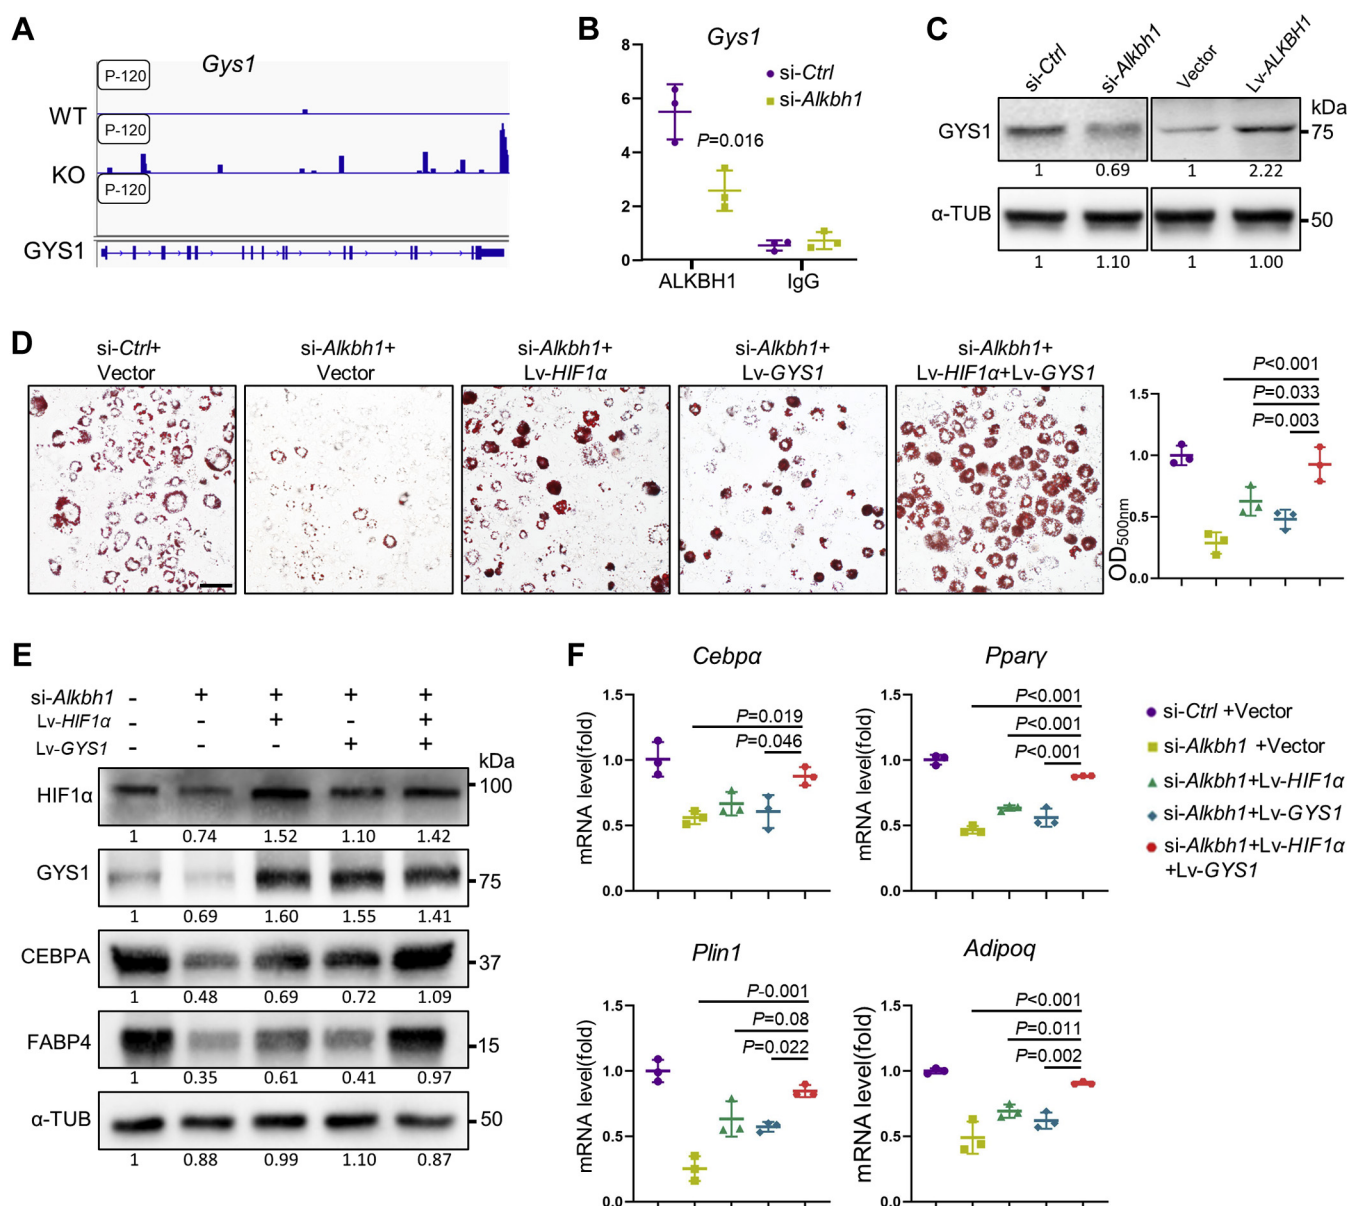 A
Gys1
P-120
WT
P-120
KO
P-120
GYS1
B
Gys1
8
6
4
2
0
si-Ctrl
si-Alkbh1
P=0.016
ALKBH1
IgG
C
si-Ctrl
si-Alkbh1
Vector
Lv-ALKBH1
kDa
GYS1
75
1 0.69 1 2.22
α-TUB
50
1 1.10 1 1.00
D
si-Ctrl+
Vector
si-Alkbh1+
Vector
si-Alkbh1+
Lv-HIF1α
si-Alkbh1+
Lv-GYS1
si-Alkbh1+
Lv-HIF1α+Lv-GYS1
P<0.001
P=0.033
P=0.003
1.5
1.0
0.5
0.0
OD500nm
E
si-Alkbh1 - + + + +
Lv-HIF1α - - + - +
Lv-GYS1 - - - + +
kDa
HIF1α
100
1 0.74 1.52 1.10 1.42
GYS1
75
1 0.69 1.60 1.55 1.41
CEBPA
37
1 0.48 0.69 0.72 1.09
FABP4
15
1 0.35 0.61 0.41 0.97
α-TUB
50
1 0.88 0.99 1.10 0.87
F
Cebpα
mRNA level(fold)
1.5
1.0
0.5
0.0
P=0.019
P=0.046
Pparγ
mRNA level(fold)
1.5
1.0
0.5
0.0
P<0.001
P<0.001
P<0.001
si-Ctrl +Vector
si-Alkbh1 +Vector
si-Alkbh1+Lv-HIF1α
si-Alkbh1+Lv-GYS1
si-Alkbh1+Lv-HIF1α
+Lv-GYS1
Plin1
mRNA level(fold)
1.5
1.0
0.5
0.0
P-0.001
P=0.08
P=0.022
Adipoq
mRNA level(fold)
1.5
1.0
0.5
0.0
P<0.001
P=0.011
P=0.002